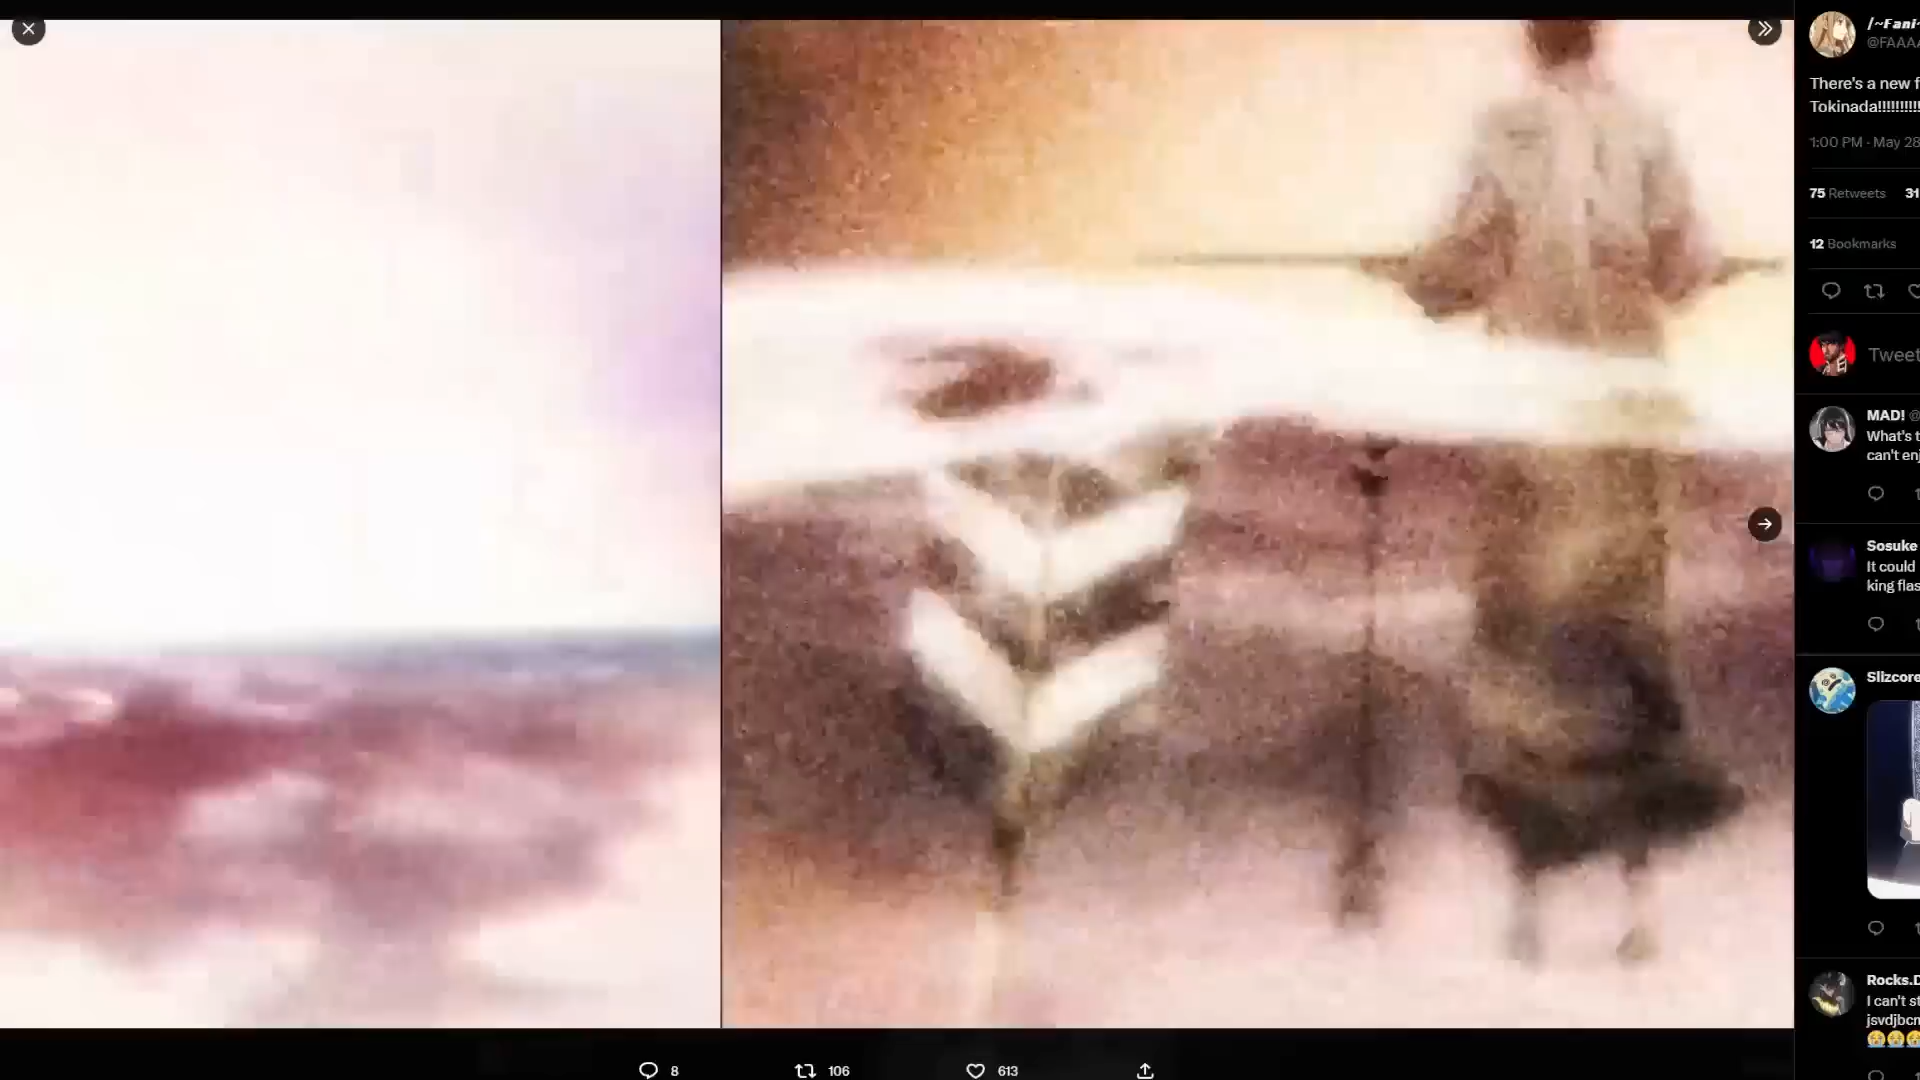 /~Fani~
@FAAAA
There's a new f
Tokinada!!!!!!!!!!
1:00 PM · May 28
75 Retweets 31
12 Bookmarks
Tweet
MAD! @
What's t
can't enj
Sosuke
It could
king flas
Slizcore
Rocks.D
I can't st
jsvdjbcn
😭😭😭
8 106 613